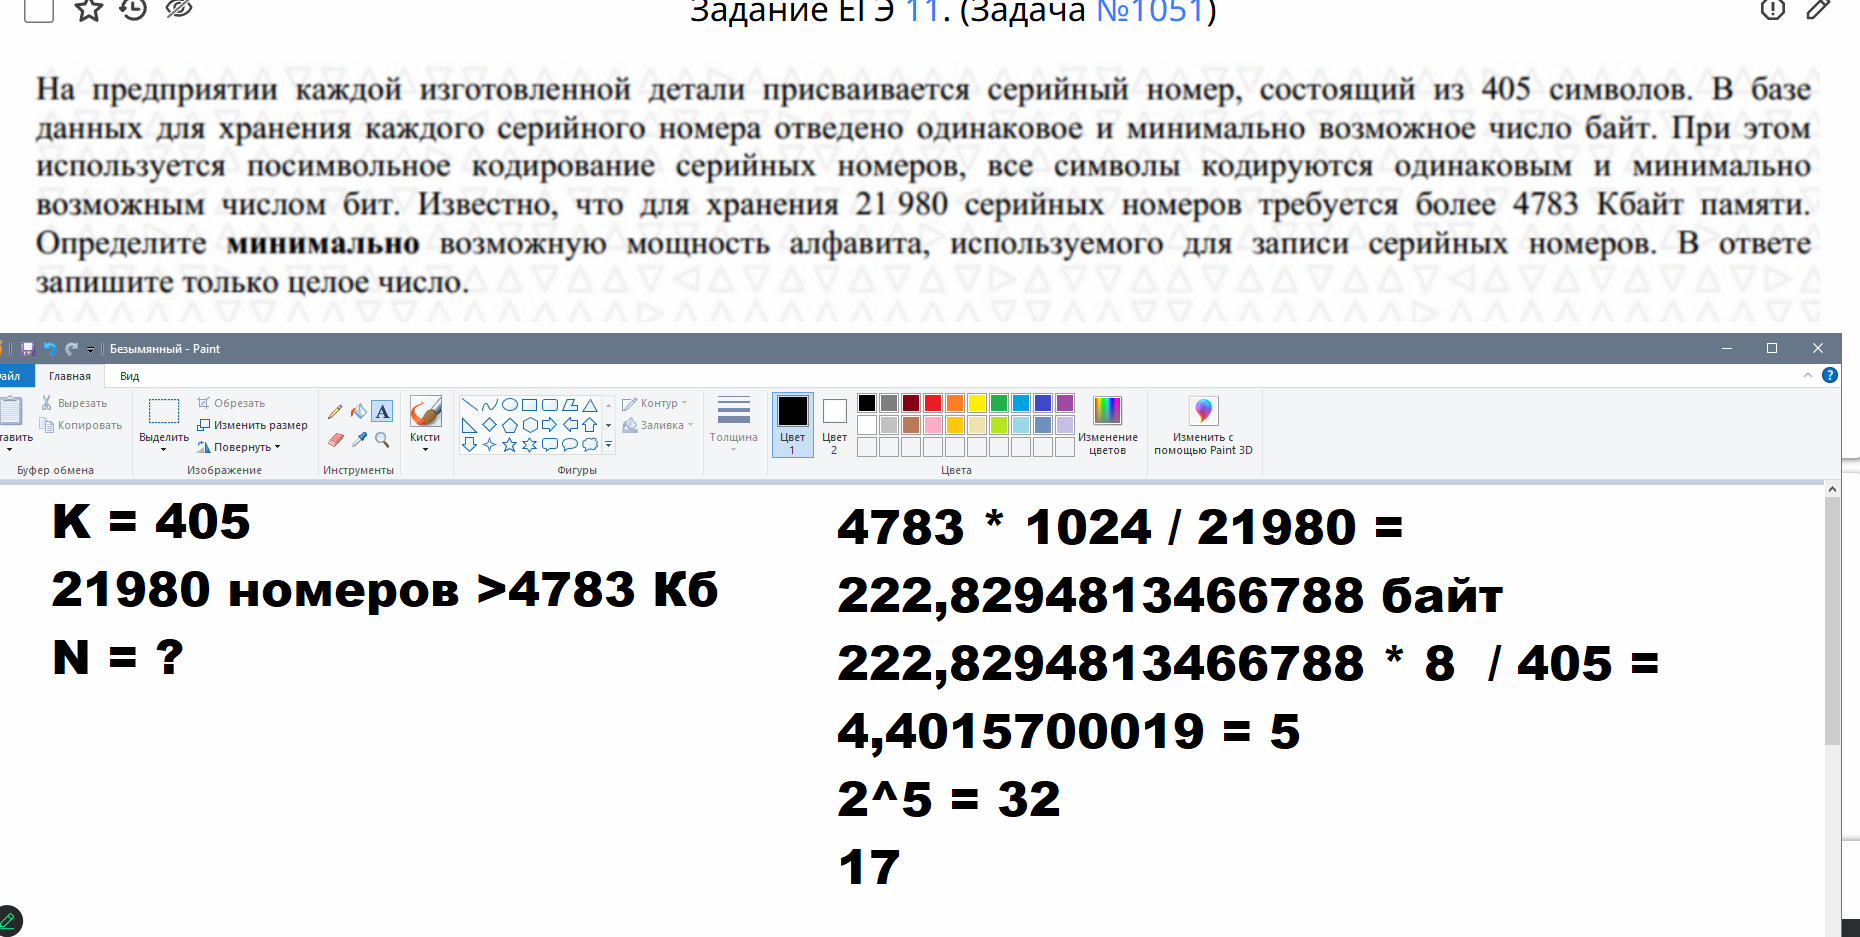 Задание ЕГЭ 11. (Задача №1051)
На предприятии каждой изготовленной детали присваивается серийный номер, состоящий из 405 символов. В базе
данных для хранения каждого серийного номера отведено одинаковое и минимально возможное число байт. При этом
используется посимвольное кодирование серийных номеров, все символы кодируются одинаковым и минимально
возможным числом бит. Известно, что для хранения 21 980 серийных номеров требуется более 4783 Кбайт памяти.
Определите минимально возможную мощность алфавита, используемого для записи серийных номеров. В ответе
запишите только целое число.
Безымянный - Paint
айл Главная Вид
тавить
Вырезать
Копировать
Буфер обмена
Выделить
Обрезать
Изменить размер
Повернуть
Изображение
A
Инструменты
Кисти
Контур
Заливка
Фигуры
Толщина
Цвет
1
Цвет
2
Изменение
цветов
Цвета
Изменить с
помощью Paint 3D
K = 405
21980 номеров >4783 Кб
N = ?
4783 * 1024 / 21980 =
222,8294813466788 байт
222,8294813466788 * 8 / 405 =
4,4015700019 = 5
2^5 = 32
17